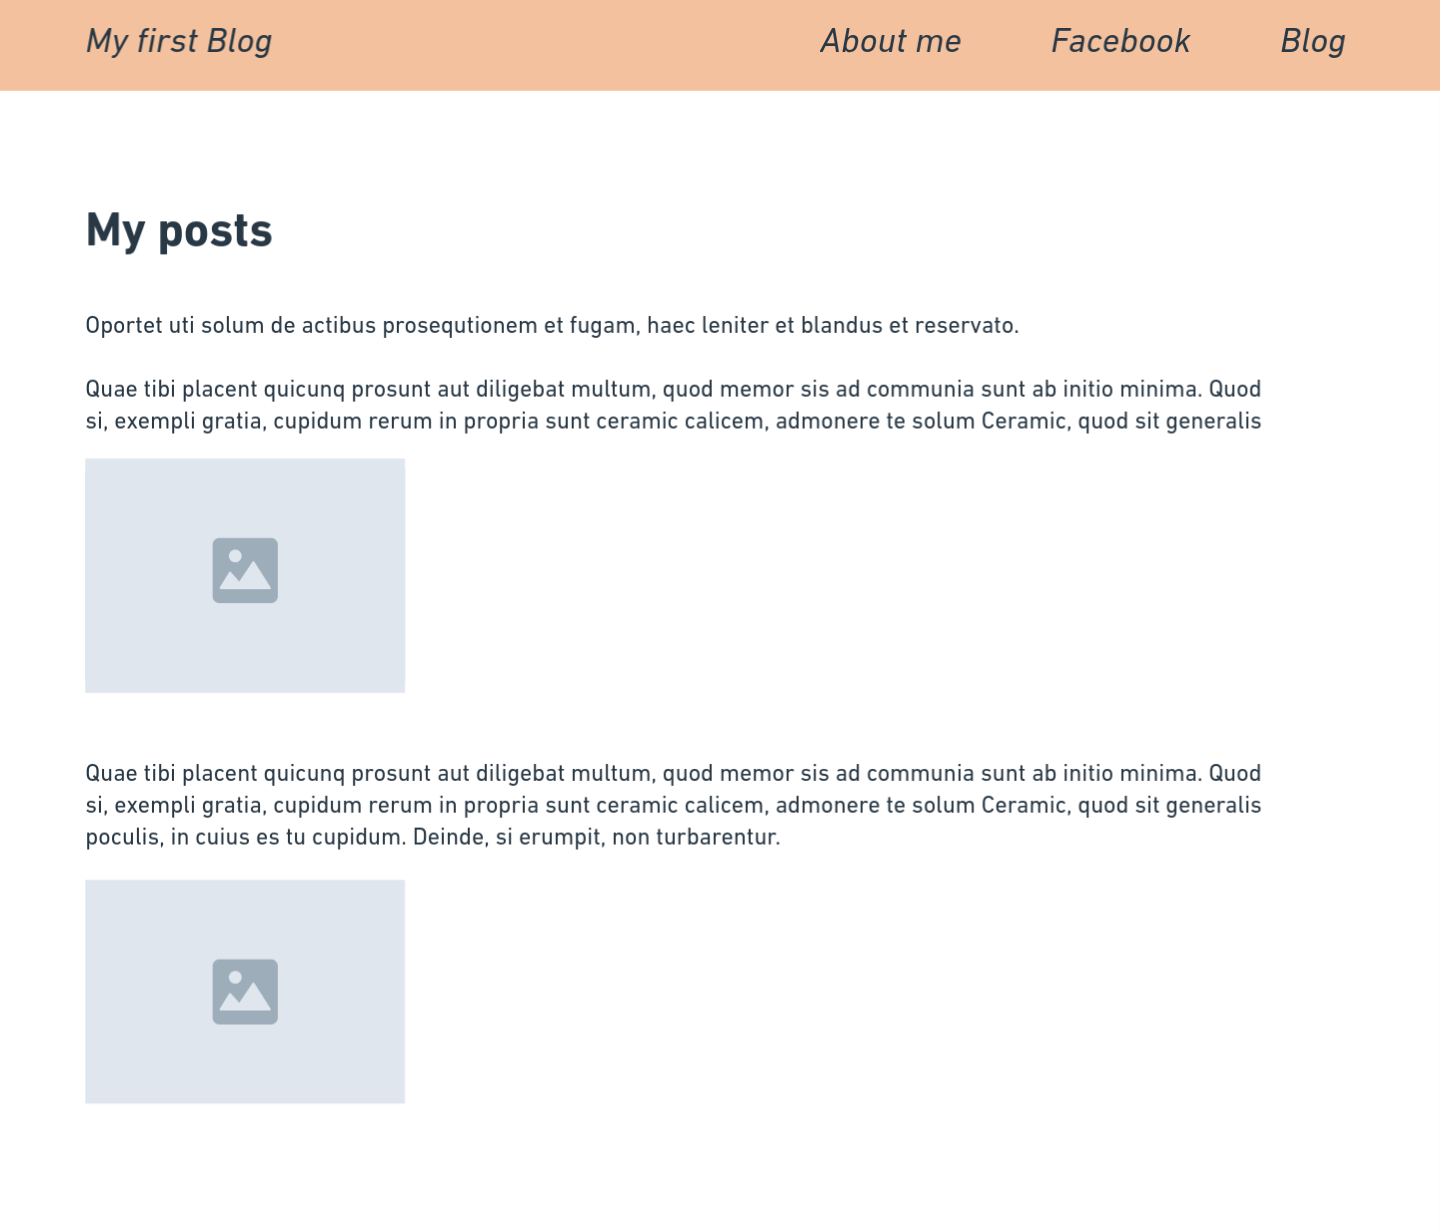 My first Blog
About me
Facebook
Blog
My posts
Oportet uti solum de actibus prosequtionem et fugam, haec leniter et blandus et reservato.
Quae tibi placent quicunq prosunt aut diligebat multum, quod memor sis ad communia sunt ab initio minima. Quod
si, exempli gratia, cupidum rerum in propria sunt ceramic calicem, admonere te solum Ceramic, quod sit generalis
Quae tibi placent quicunq prosunt aut diligebat multum, quod memor sis ad communia sunt ab initio minima. Quod
si, exempli gratia, cupidum rerum in propria sunt ceramic calicem, admonere te solum Ceramic, quod sit generalis
poculis, in cuius es tu cupidum. Deinde, si erumpit, non turbarentur.